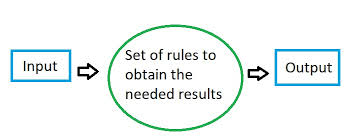 Input
Set of rules to
obtain the
needed results
Output